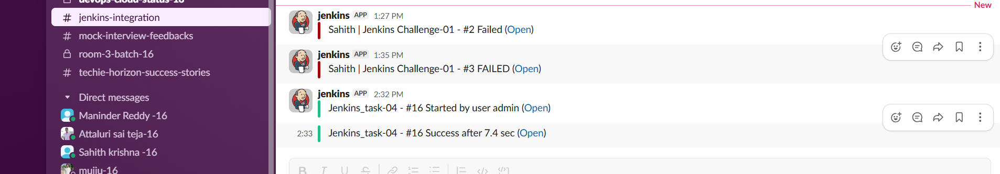 devops-cloud-status-16
# jenkins-integration
# mock-interview-feedbacks
room-3-batch-16
# techie-horizon-success-stories
Direct messages
Maninder Reddy -16
Attaluri sai teja-16
Sahith krishna -16
mujju-16
New
jenkins APP 1:27 PM
Sahith | Jenkins Challenge-01 - #2 Failed (Open)
jenkins APP 1:35 PM
Sahith | Jenkins Challenge-01 - #3 FAILED (Open)
jenkins APP 2:32 PM
Jenkins_task-04 - #16 Started by user admin (Open)
2:33 Jenkins_task-04 - #16 Success after 7.4 sec (Open)
B I U S